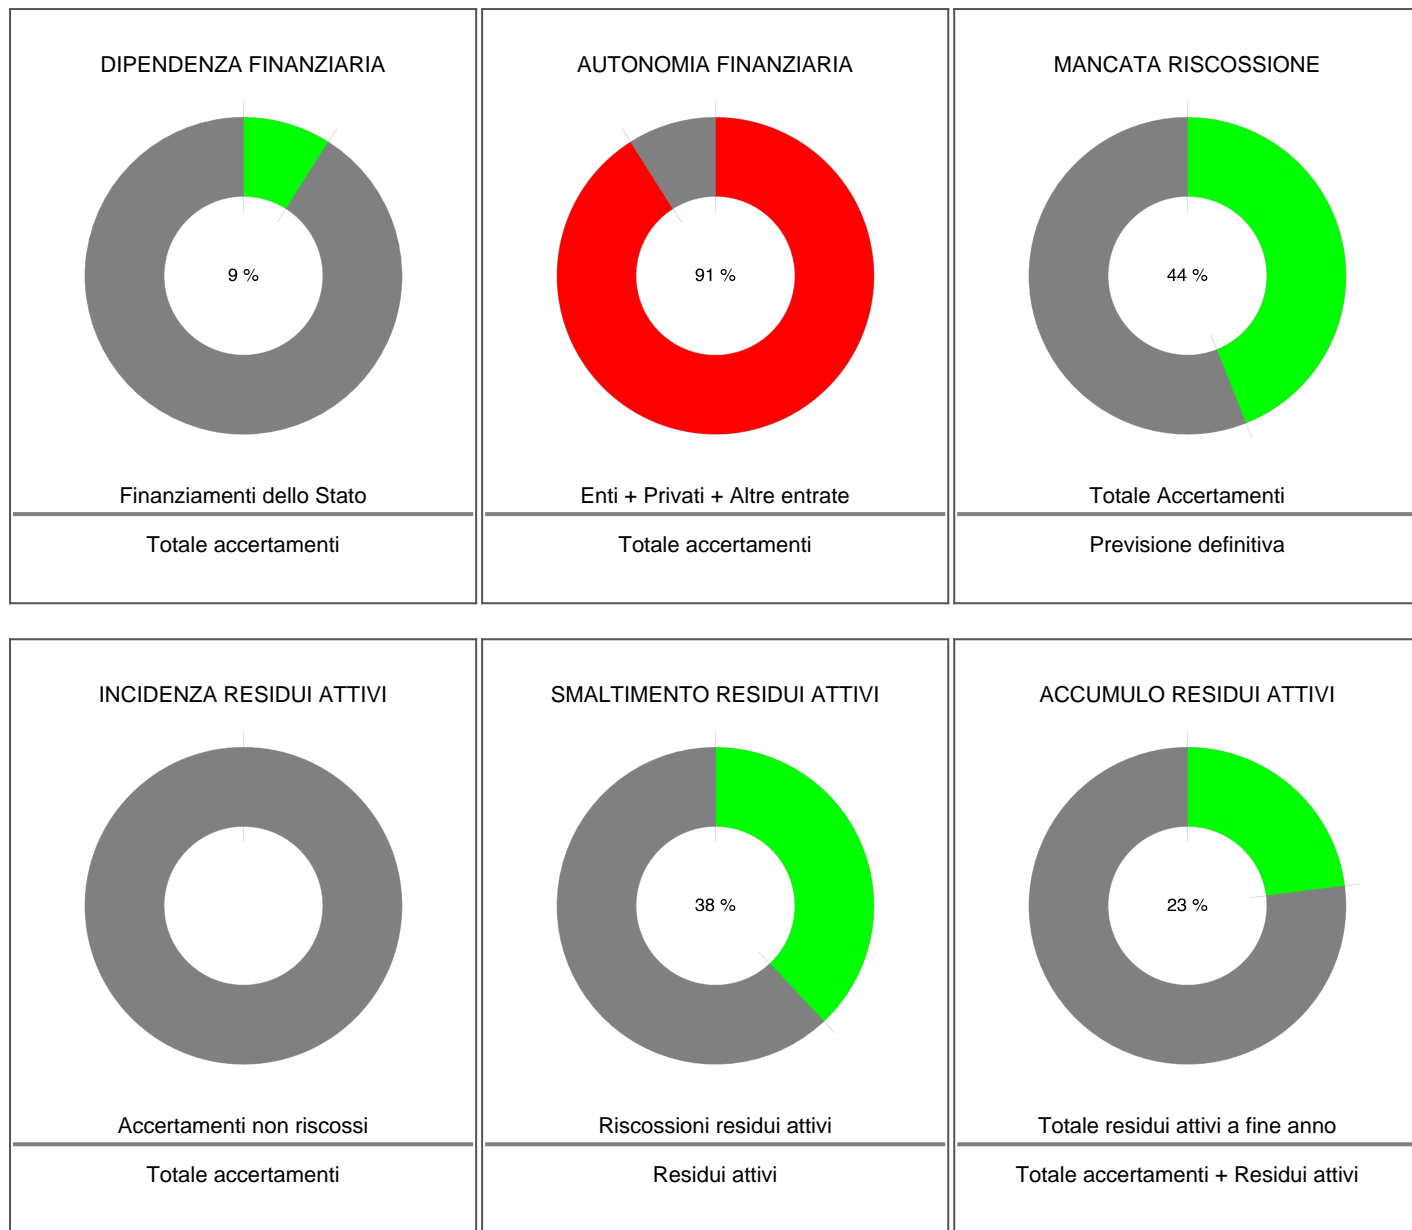 DIPENDENZA FINANZIARIA
9 %
Finanziamenti dello Stato
Totale accertamenti
AUTONOMIA FINANZIARIA
91 %
Enti + Privati + Altre entrate
Totale accertamenti
MANCATA RISCOSSIONE
44 %
Totale Accertamenti
Previsione definitiva
INCIDENZA RESIDUI ATTIVI
Accertamenti non riscossi
Totale accertamenti
SMALTIMENTO RESIDUI ATTIVI
38 %
Riscossioni residui attivi
Residui attivi
ACCUMULO RESIDUI ATTIVI
23 %
Totale residui attivi a fine anno
Totale accertamenti + Residui attivi